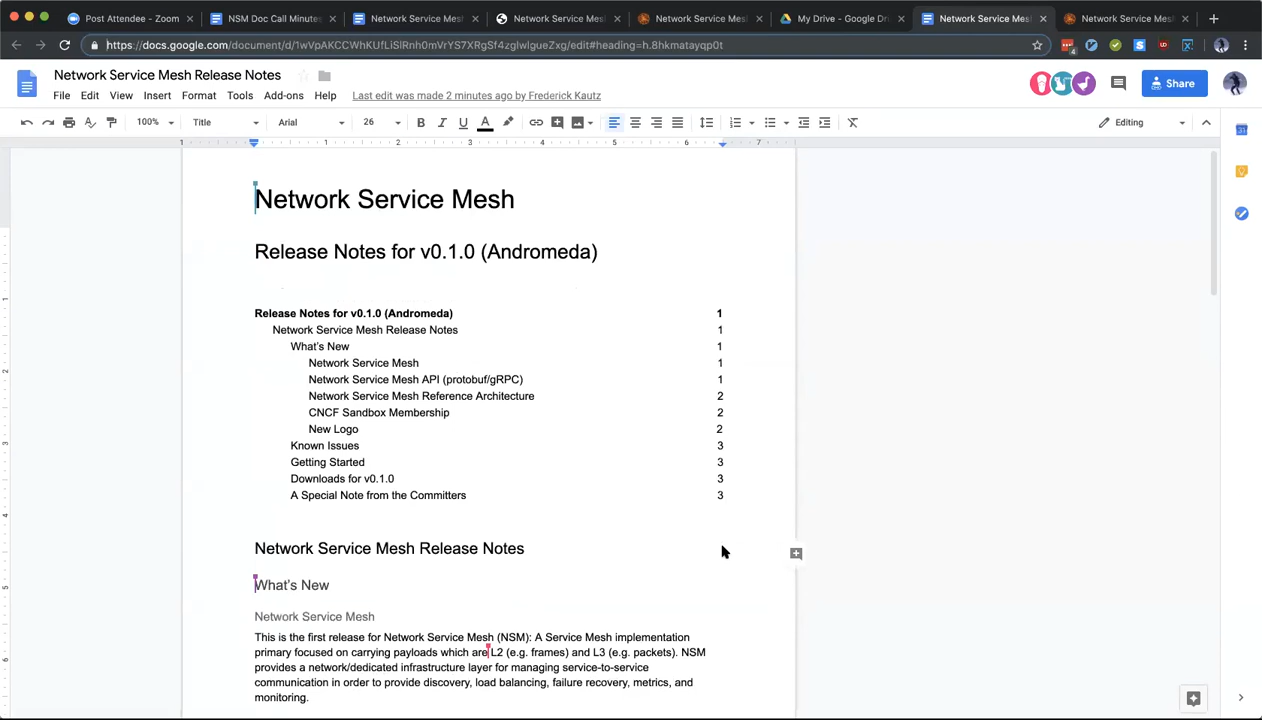 Post Attendee - Zoom
NSM Doc Call Minutes
Network Service Mesh
Network Service Mesh
Network Service Mesh
My Drive - Google Dri
Network Service Mesh
Network Service Mesh
https://docs.google.com/document/d/1wVpAKCCWhKUfLiSlRnh0mVrYS7XRgSf4zglwlgueZxg/edit#heading=h.8hkmatayqp0t
Network Service Mesh Release Notes
File Edit View Insert Format Tools Add-ons Help Last edit was made 2 minutes ago by Frederick Kautz
Share
100% Title Arial 26 B I U A Editing
1 1 2 3 4 5 6 7
Network Service Mesh
Release Notes for v0.1.0 (Andromeda)
Release Notes for v0.1.0 (Andromeda) 1
Network Service Mesh Release Notes 1
What's New 1
Network Service Mesh 1
Network Service Mesh API (protobuf/gRPC) 1
Network Service Mesh Reference Architecture 2
CNCF Sandbox Membership 2
New Logo 2
Known Issues 3
Getting Started 3
Downloads for v0.1.0 3
A Special Note from the Committers 3
Network Service Mesh Release Notes
What's New
Network Service Mesh
This is the first release for Network Service Mesh (NSM): A Service Mesh implementation
primary focused on carrying payloads which are L2 (e.g. frames) and L3 (e.g. packets). NSM
provides a network/dedicated infrastructure layer for managing service-to-service
communication in order to provide discovery, load balancing, failure recovery, metrics, and
monitoring.